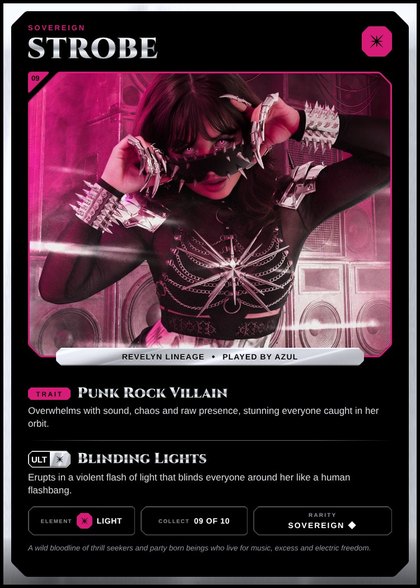 SOVEREIGN
STROBE
09
REVELYN LINEAGE • PLAYED BY AZUL
TRAIT PUNK ROCK VILLAIN
Overwhelms with sound, chaos and raw presence, stunning everyone caught in her
orbit.
ULT BLINDING LIGHTS
Erupts in a violent flash of light that blinds everyone around her like a human
flashbang.
ELEMENT LIGHT COLLECT 09 OF 10 RARITY
SOVEREIGN ◆
A wild bloodline of thrill seekers and party born beings who live for music, excess and electric freedom.